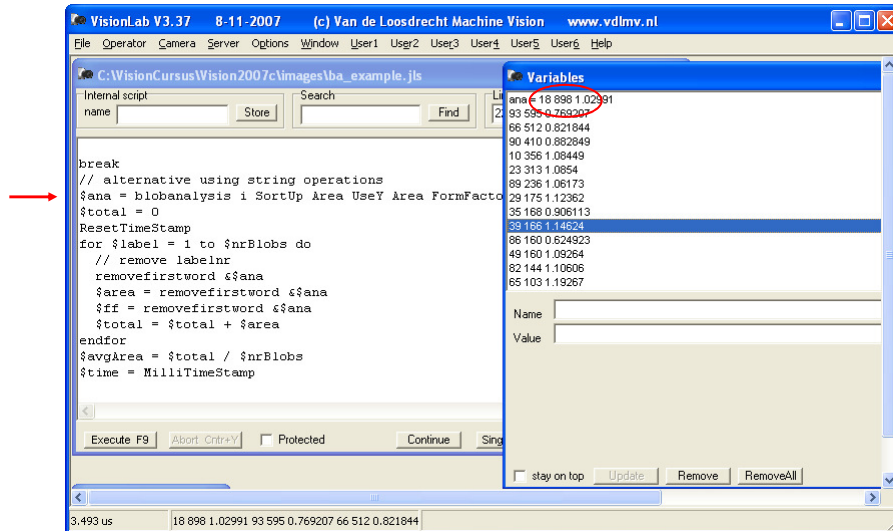 VisionLab V3.37 8-11-2007 (c) Van de Loosdrecht Machine Vision www.vdlmv.nl
File Operator Camera Server Options Window User1 User2 User3 User4 User5 User6 Help
C:\VisionCursus\Vision2007c\images\ba_example.jls
Internal script
name
Store
Search
Find
break
// alternative using string operations
$ana = blobanalysis i SortUp Area UseY Area FormFacto
$total = 0
ResetTimeStamp
for $label = 1 to $nrBlobs do
// remove labelnr
removefirstword &$ana
$area = removefirstword &$ana
$ff = removefirstword &$ana
$total = $total + $area
endfor
$avgArea = $total / $nrBlobs
$time = MilliTimeStamp
Execute F9
Abort Cntr+Y
Protected
Continue
Sing
Variables
ana = 18 898 1.02991
93 595 0.769207
66 512 0.821844
90 410 0.882849
10 356 1.08449
23 313 1.0854
89 236 1.06173
29 175 1.12362
35 168 0.906113
39 166 1.14624
86 160 0.624923
49 160 1.09264
82 144 1.10606
65 103 1.19267
Name
Value
stay on top
Update
Remove
RemoveAll
3.493 us
18 898 1.02991 93 595 0.769207 66 512 0.821844